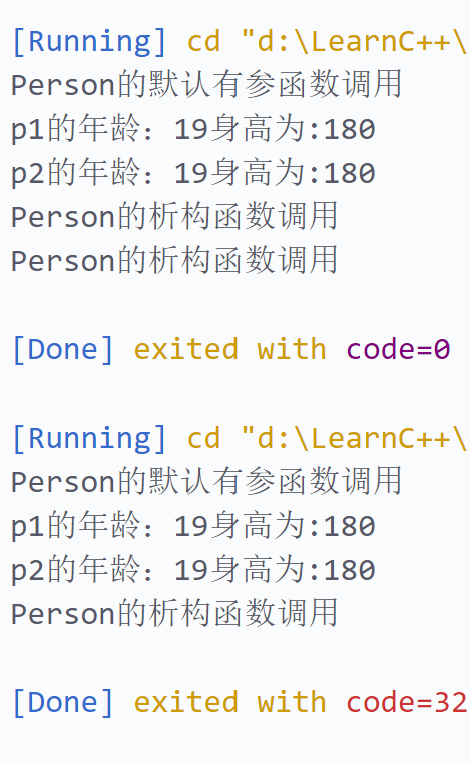 [Running] cd "d:\LearnC++\
Person的默认有参函数调用
p1的年龄：19身高为:180
p2的年龄：19身高为:180
Person的析构函数调用
Person的析构函数调用
[Done] exited with code=0
[Running] cd "d:\LearnC++\
Person的默认有参函数调用
p1的年龄：19身高为:180
p2的年龄：19身高为:180
Person的析构函数调用
[Done] exited with code=32